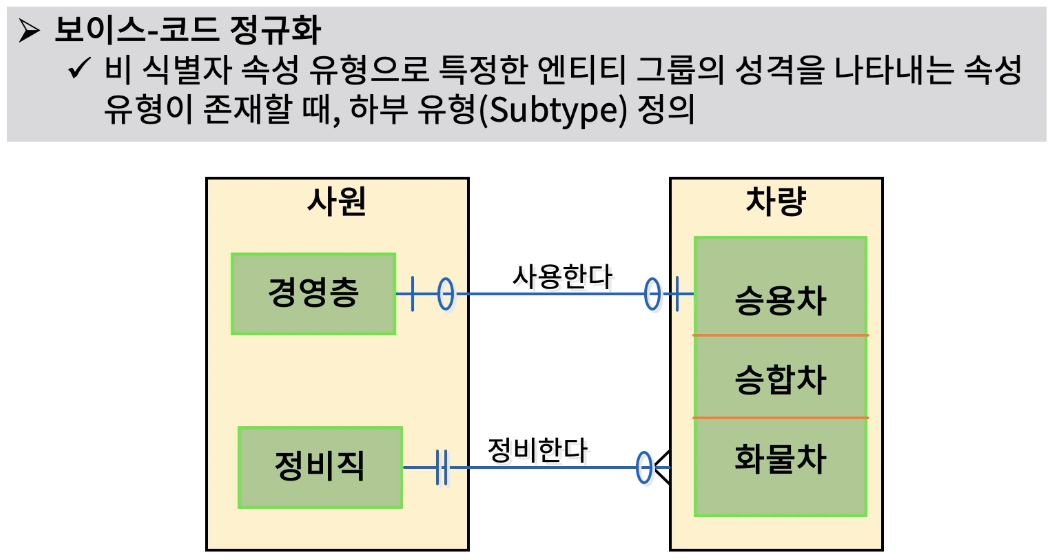 ➢ 보이스-코드 정규화
✓ 비 식별자 속성 유형으로 특정한 엔티티 그룹의 성격을 나타내는 속성
유형이 존재할 때, 하부 유형(Subtype) 정의
사원
차량
경영층
사용한다
승용차
승합차
정비직
정비한다
화물차